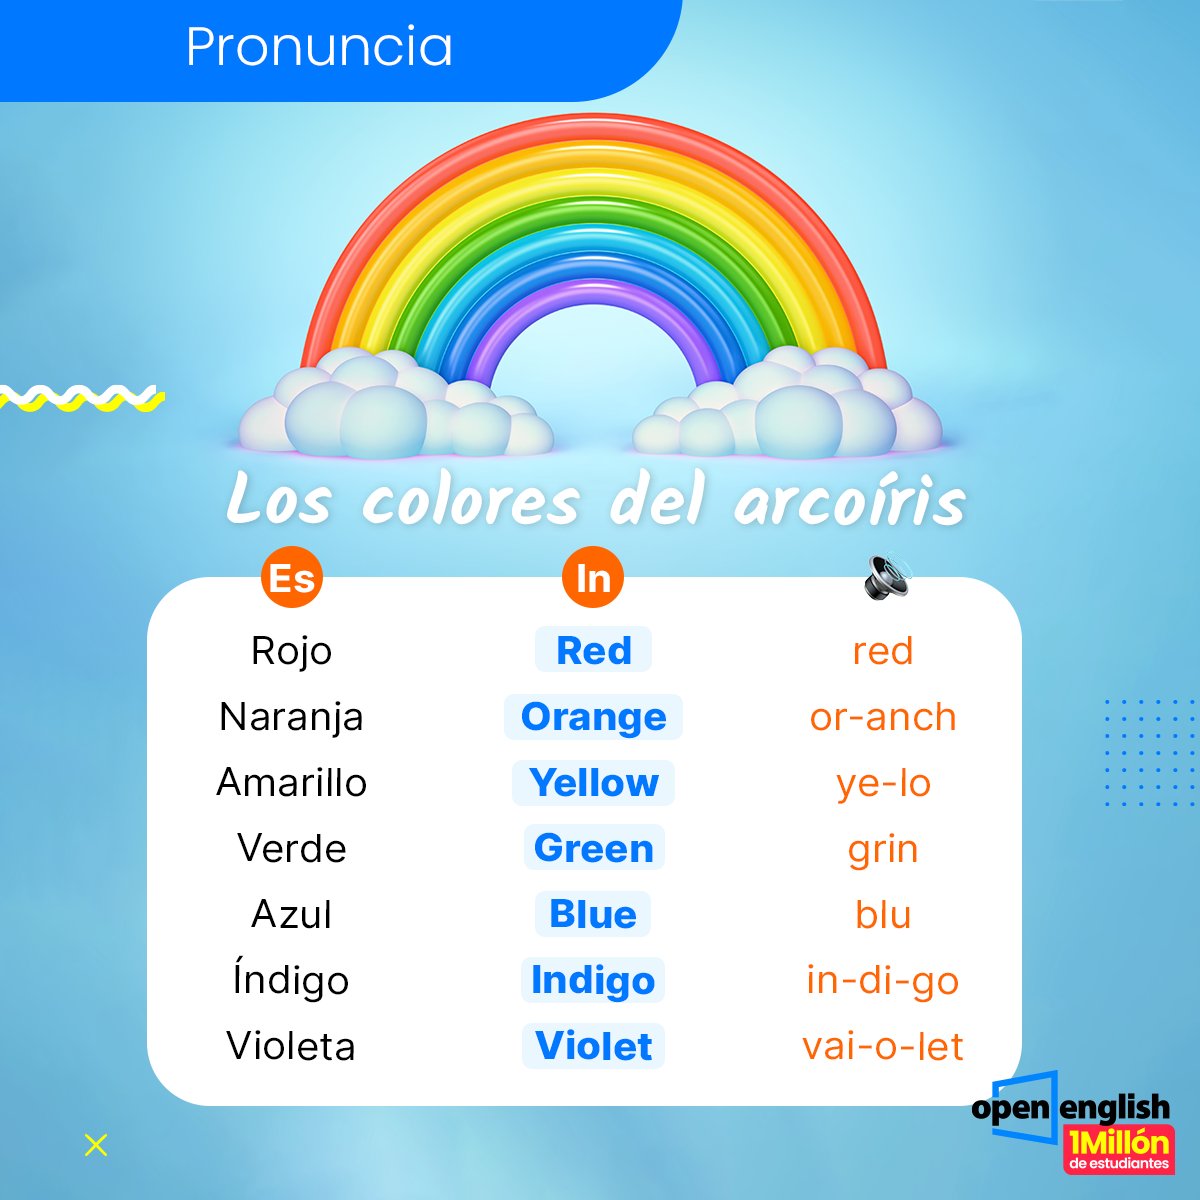 Pronuncia
Los colores del arcoíris
Es In
Rojo Red red
Naranja Orange or-anch
Amarillo Yellow ye-lo
Verde Green grin
Azul Blue blu
Índigo Indigo in-di-go
Violeta Violet vai-o-let
open english
1Millón
de estudiantes